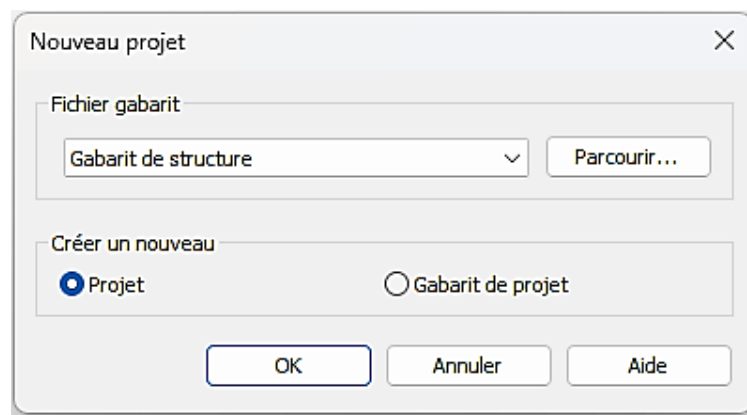 Nouveau projet
Fichier gabarit
Gabarit de structure
Parcourir...
Créer un nouveau
Projet
Gabarit de projet
OK
Annuler
Aide